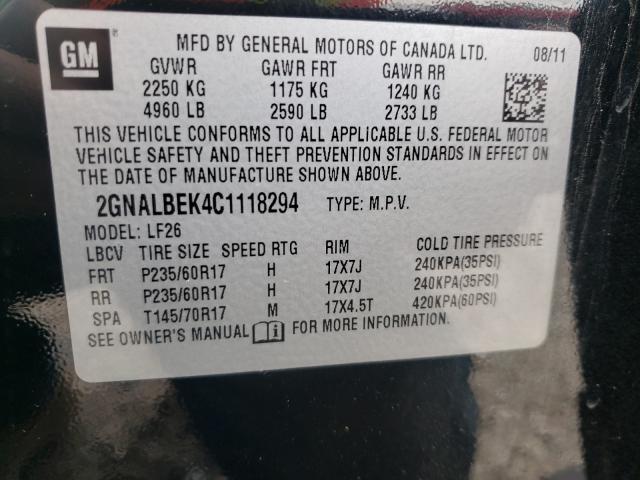 GM
MFD BY GENERAL MOTORS OF CANADA LTD. 08/11
GVWR GAWR FRT GAWR RR
2250 KG 1175 KG 1240 KG
4960 LB 2590 LB 2733 LB
THIS VEHICLE CONFORMS TO ALL APPLICABLE U.S. FEDERAL MOTOR
VEHICLE SAFETY AND THEFT PREVENTION STANDARDS IN EFFECT ON
THE DATE OF MANUFACTURE SHOWN ABOVE.
2GNALBEK4C1118294 TYPE: M.P.V.
MODEL: LF26
LBCV TIRE SIZE SPEED RTG RIM COLD TIRE PRESSURE
FRT P235/60R17 H 17X7J 240KPA(35PSI)
RR P235/60R17 H 17X7J 240KPA(35PSI)
SPA T145/70R17 M 17X4.5T 420KPA(60PSI)
SEE OWNER'S MANUAL FOR MORE INFORMATION.